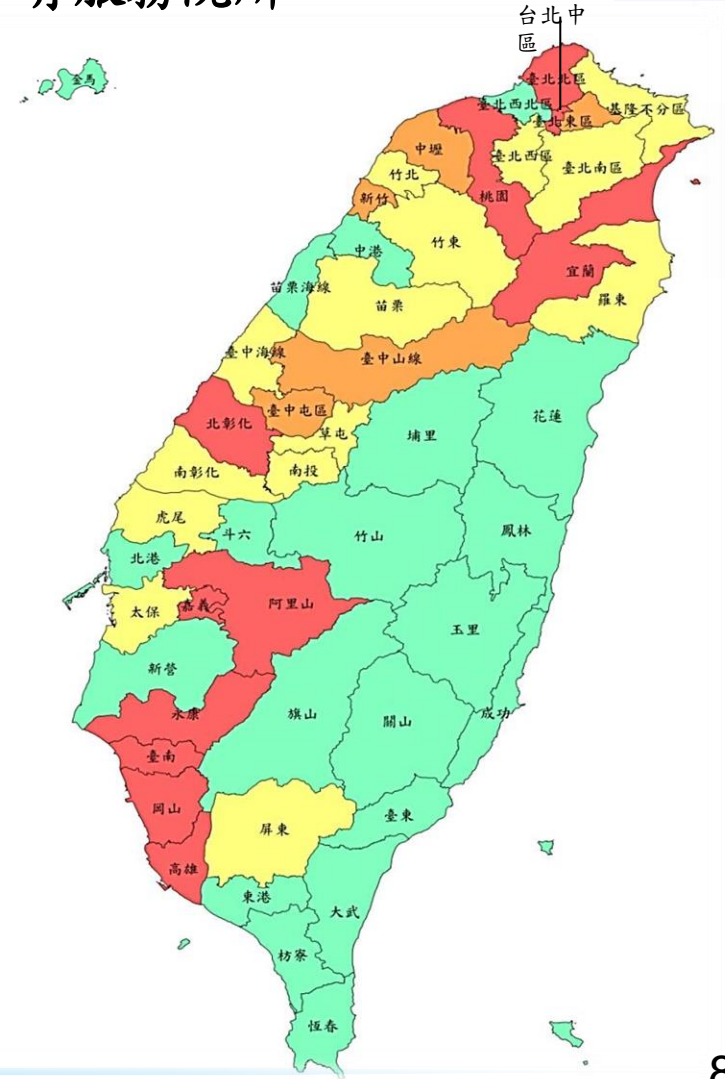 台北中
區
金馬
臺北北區
臺北西北區
基隆不分區
臺北東區
中壢
臺北西區
臺北南區
竹北
新竹
桃園
竹東
中港
宜蘭
苗栗海線
苗栗
羅東
臺中海線
臺中山線
臺中屯區
花蓮
北彰化
草屯
埔里
南彰化
南投
虎尾
斗六
竹山
鳳林
北港
太保
嘉義
阿里山
玉里
新營
永康
旗山
關山
成功
臺南
岡山
屏東
臺東
高雄
東港
大武
枋寮
恆春